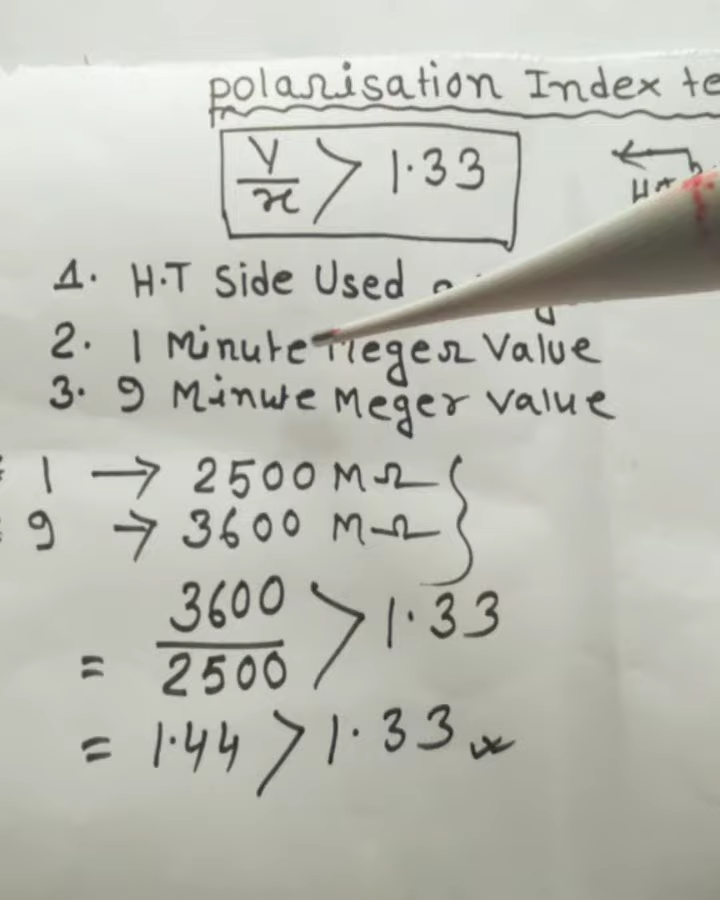 polarisation Index te
y/x > 1.33
H.T
1. H.T Side Used
2. 1 Minute Meger Value
3. 9 Minute Meger Value
1 → 2500 MΩ
9 → 3600 MΩ
= 3600/2500 > 1.33
= 1.44 > 1.33